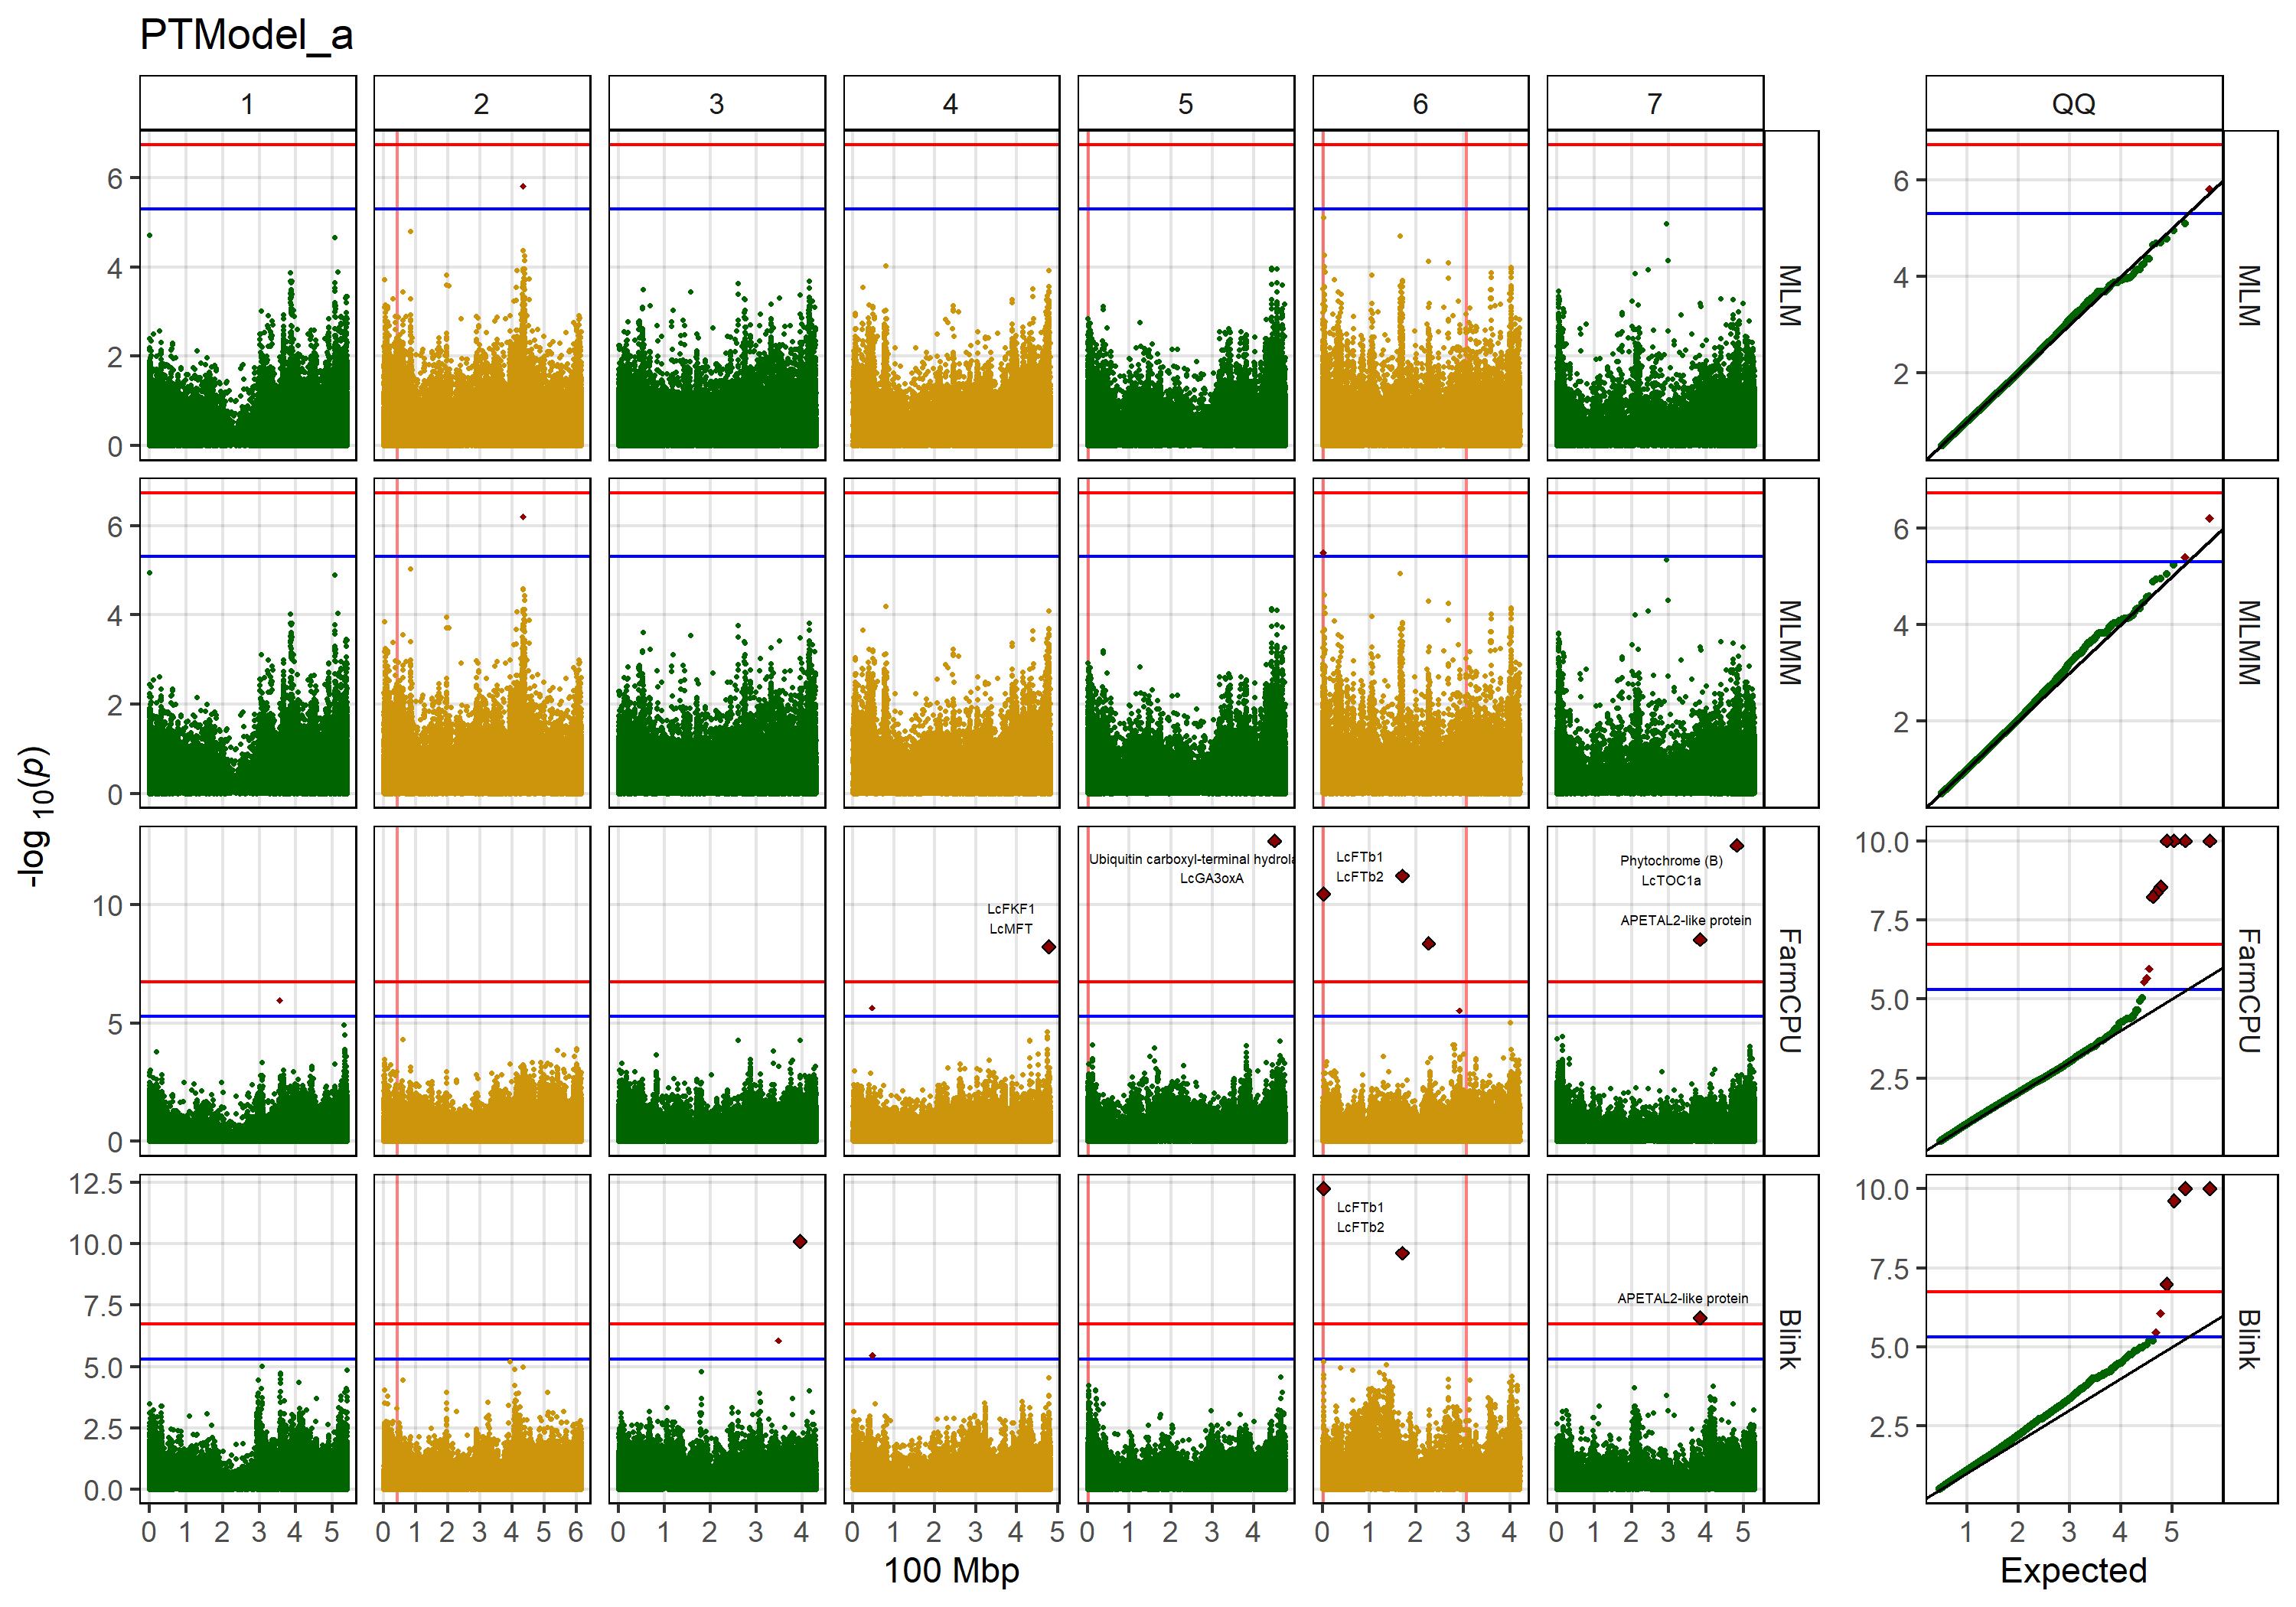 PTModel_a
1 2 3 4 5 6 7 QQ
6
4
2
0
MLM
6
4
2
MLM
6
4
2
0
MLMM
6
4
2
MLMM
-log 10(p)
10
5
0
LcFKF1
LcMFT
Ubiquitin carboxyl-terminal hydrola
LcGA3oxA
LcFTb1
LcFTb2
Phytochrome (B)
LcTOC1a
APETAL2-like protein
FarmCPU
10.0
7.5
5.0
2.5
FarmCPU
12.5
10.0
7.5
5.0
2.5
0.0
LcFTb1
LcFTb2
APETAL2-like protein
Blink
10.0
7.5
5.0
2.5
Blink
0 1 2 3 4 5 0 1 2 3 4 5 6 0 1 2 3 4 0 1 2 3 4 5 0 1 2 3 4 0 1 2 3 4 0 1 2 3 4 5 1 2 3 4 5
100 Mbp
Expected